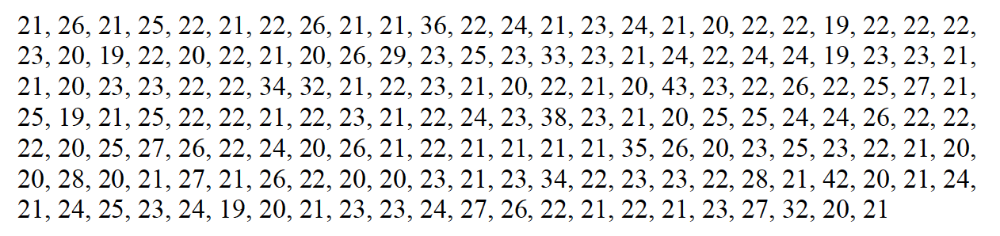 21, 26, 21, 25, 22, 21, 22, 26, 21, 21, 36, 22, 24, 21, 23, 24, 21, 20, 22, 22, 19, 22, 22, 22,
23, 20, 19, 22, 20, 22, 21, 20, 26, 29, 23, 25, 23, 33, 23, 21, 24, 22, 24, 24, 19, 23, 23, 21,
21, 20, 23, 23, 22, 22, 34, 32, 21, 22, 23, 21, 20, 22, 21, 20, 43, 23, 22, 26, 22, 25, 27, 21,
25, 19, 21, 25, 22, 22, 21, 22, 23, 21, 22, 24, 23, 38, 23, 21, 20, 25, 25, 24, 24, 26, 22, 22,
22, 20, 25, 27, 26, 22, 24, 20, 26, 21, 22, 21, 21, 21, 21, 35, 26, 20, 23, 25, 23, 22, 21, 20,
20, 28, 20, 21, 27, 21, 26, 22, 20, 20, 23, 21, 23, 34, 22, 23, 23, 22, 28, 21, 42, 20, 21, 24,
21, 24, 25, 23, 24, 19, 20, 21, 23, 23, 24, 27, 26, 22, 21, 22, 21, 23, 27, 32, 20, 21